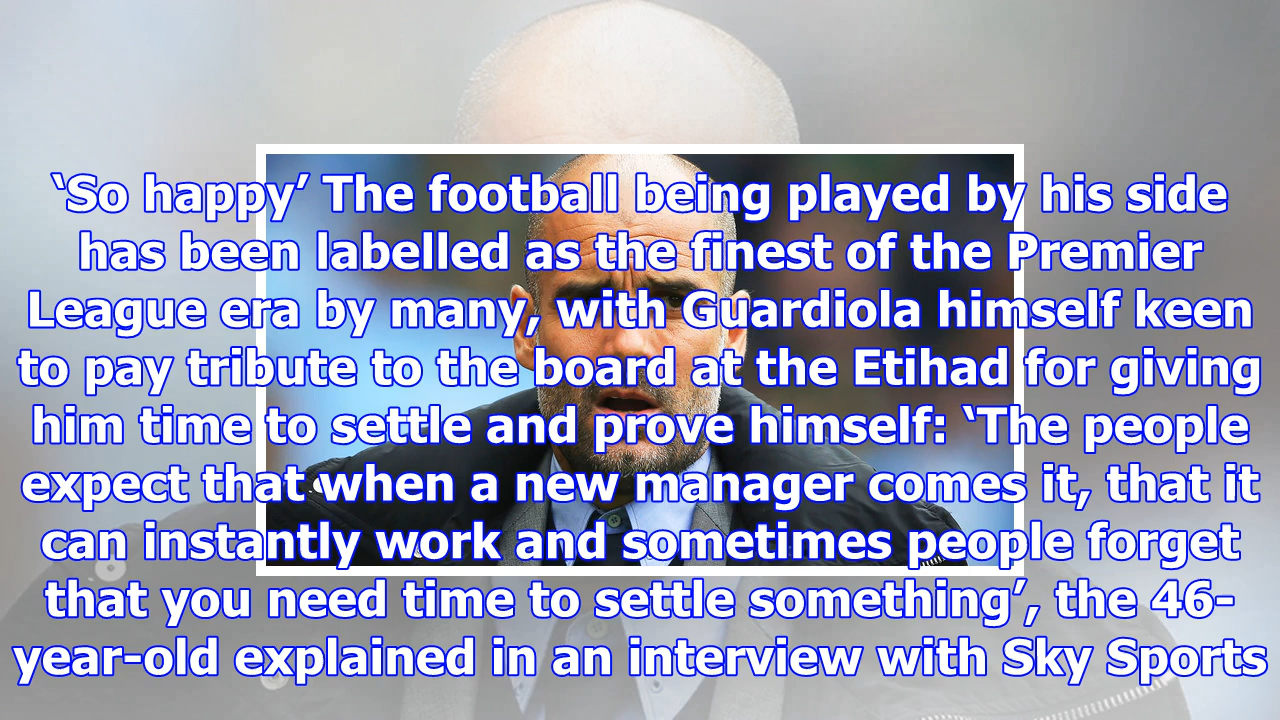 ‘So happy’ The football being played by his side
has been labelled as the finest of the Premier
League era by many, with Guardiola himself keen
to pay tribute to the board at the Etihad for giving
him time to settle and prove himself: ‘The people
expect that when a new manager comes it, that it
can instantly work and sometimes people forget
that you need time to settle something’, the 46-
year-old explained in an interview with Sky Sports